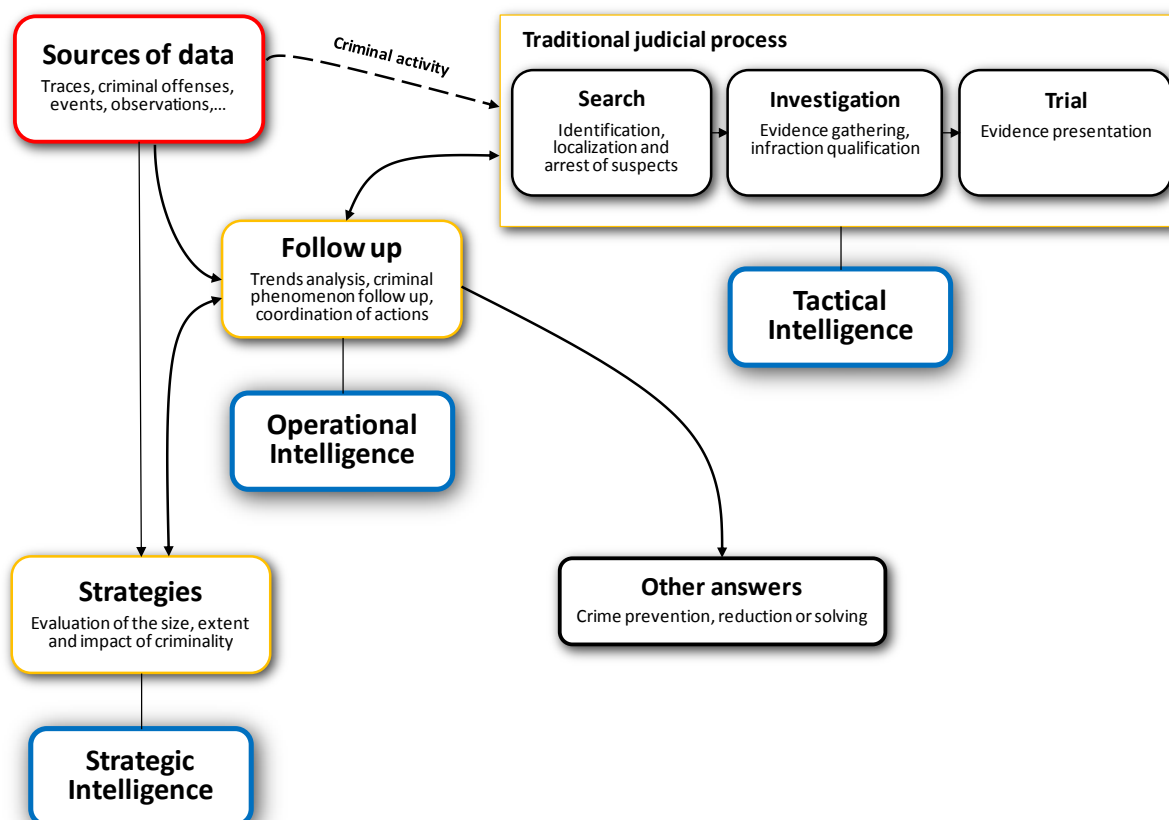 Sources of data
Traces, criminal offenses,
events, observations,...
Criminal activity
Traditional judicial process
Search
Identification,
localization and
arrest of suspects
Investigation
Evidence gathering,
infraction qualification
Trial
Evidence presentation
Follow up
Trends analysis, criminal
phenomenon follow up,
coordination of actions
Tactical
Intelligence
Operational
Intelligence
Strategies
Evaluation of the size, extent
and impact of criminality
Other answers
Crime prevention, reduction or solving
Strategic
Intelligence